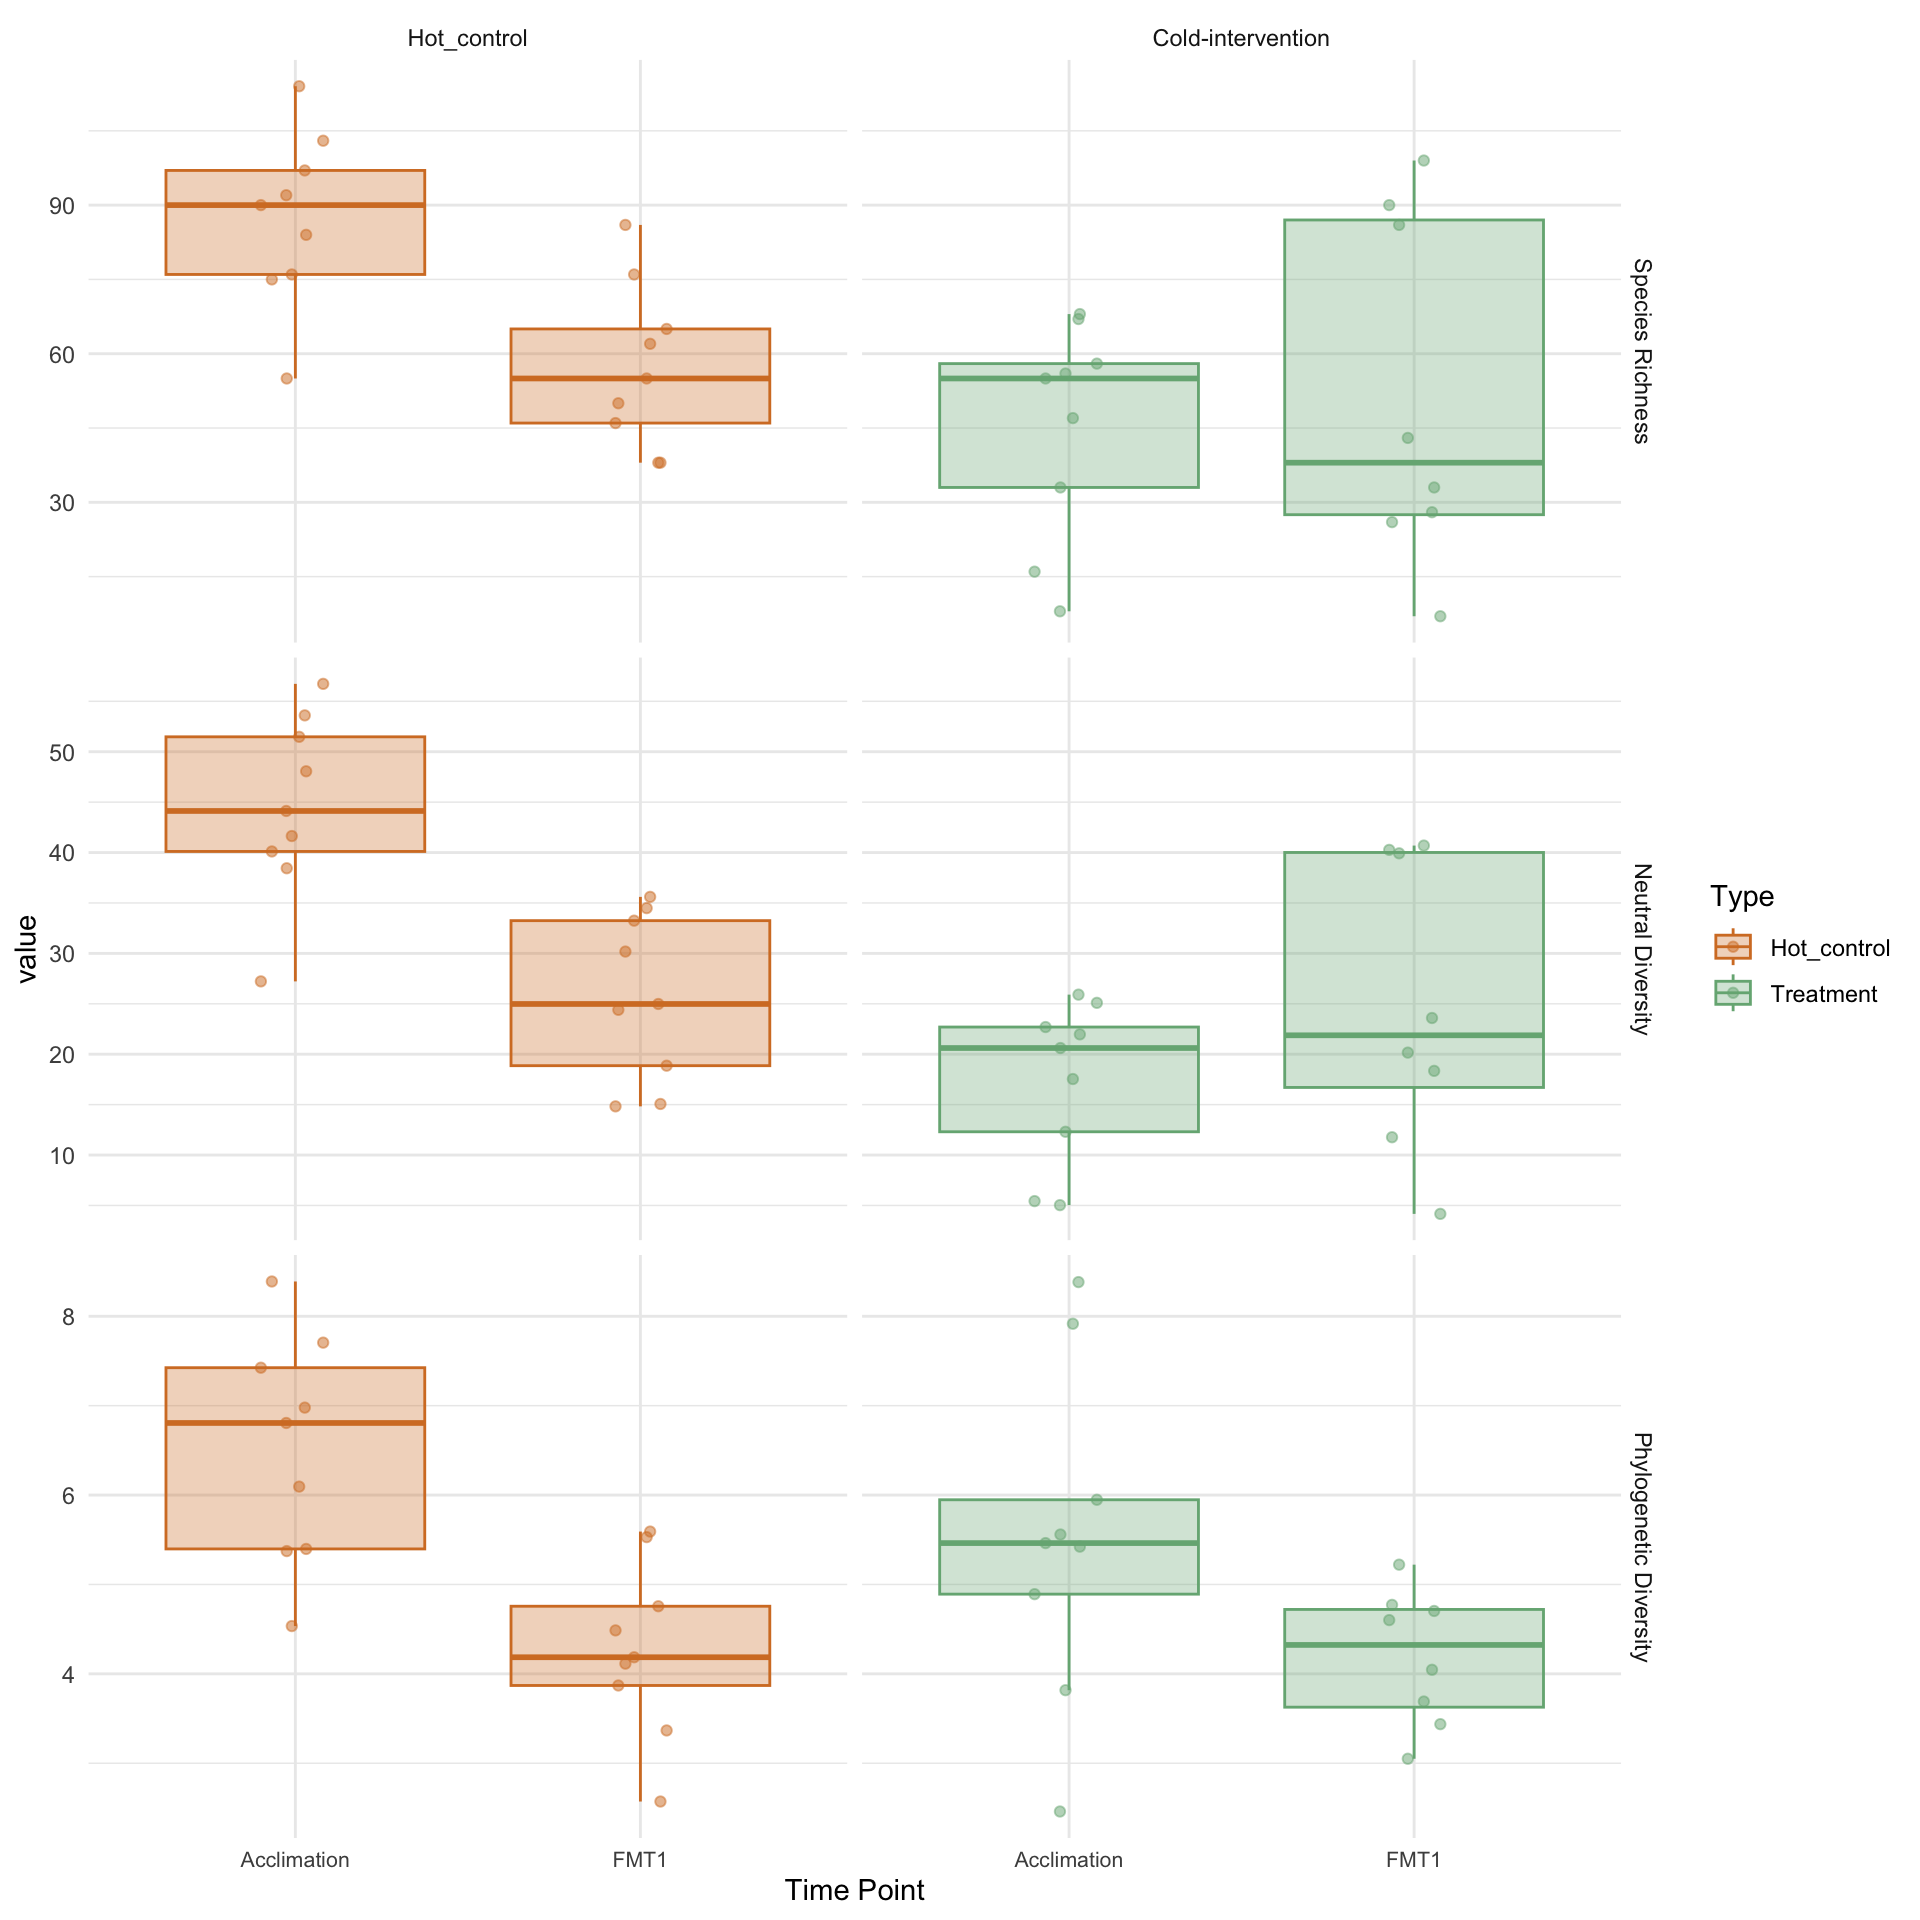 Hot_control
Cold-intervention
90
60
30
Species Richness
50
40
30
20
10
Neutral Diversity
8
6
4
Phylogenetic Diversity
value
Acclimation
FMT1
Acclimation
FMT1
Time Point
Type
Hot_control
Treatment